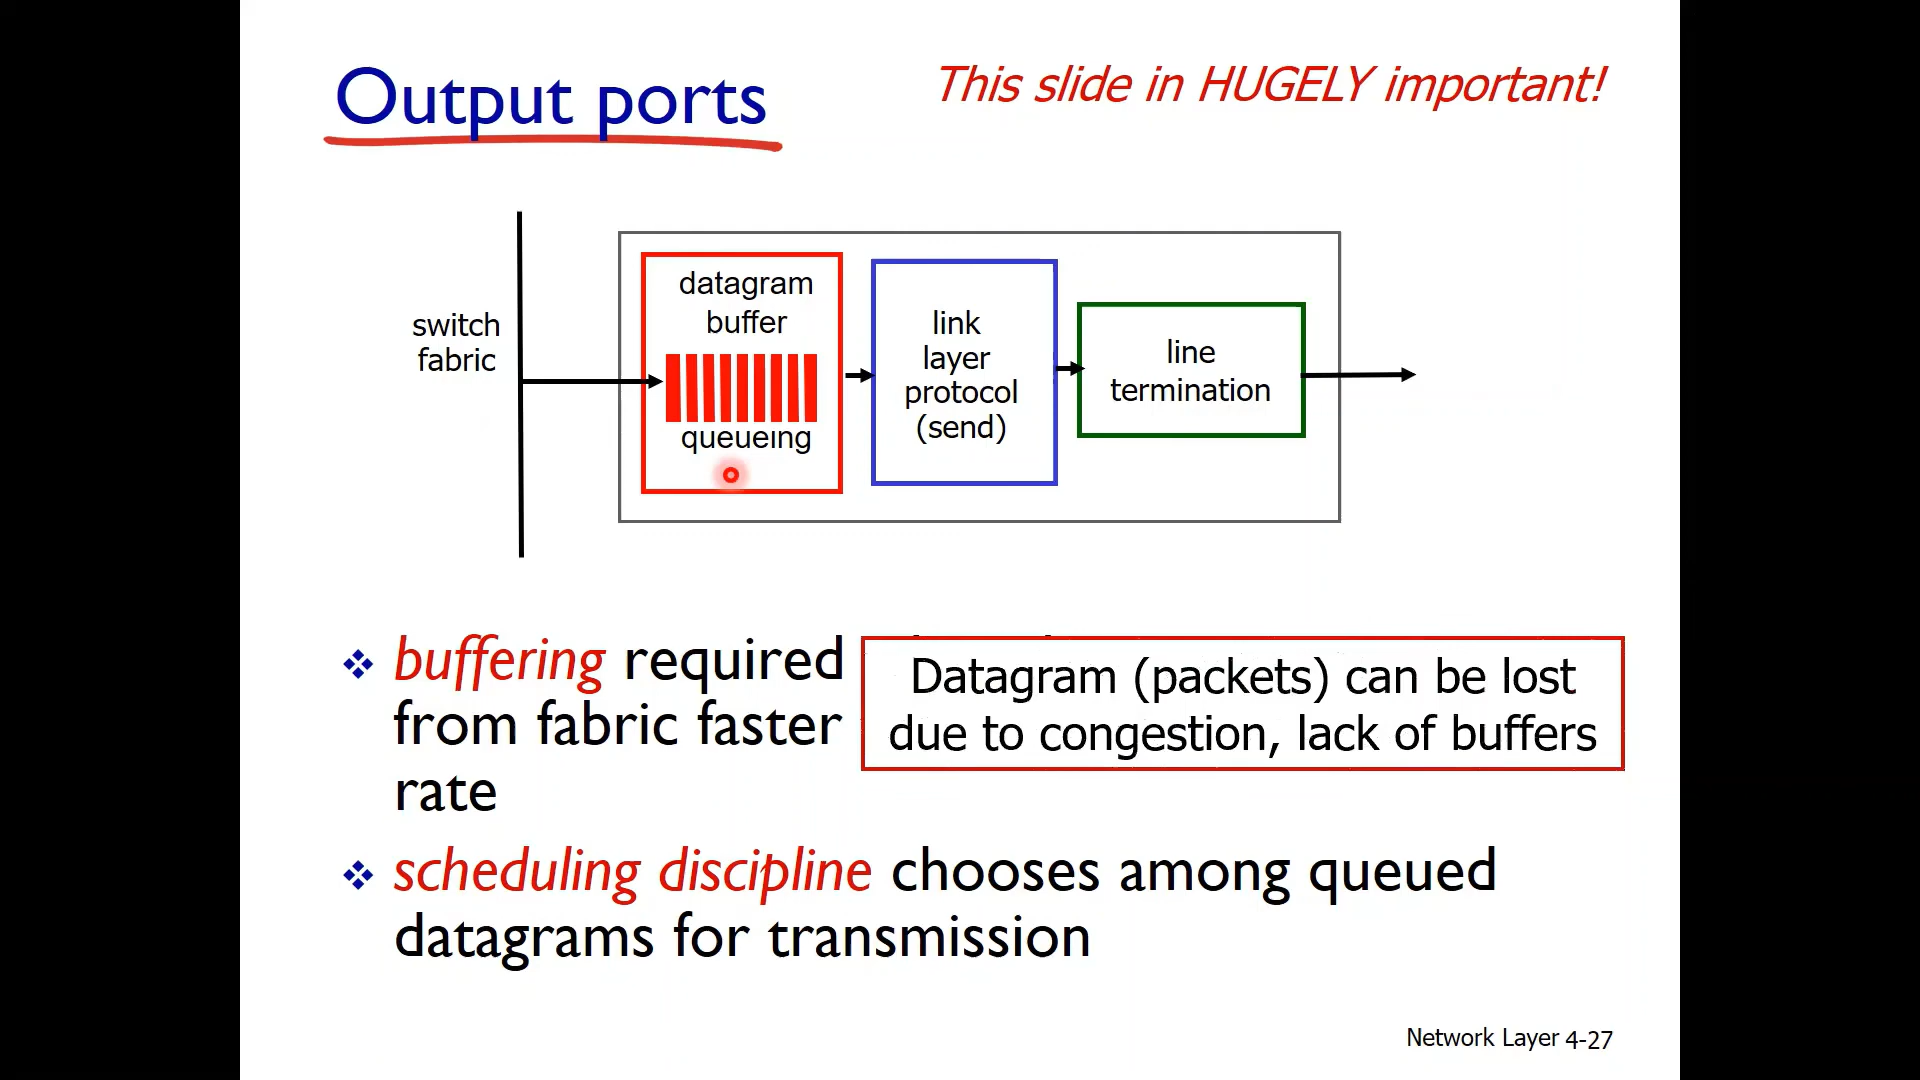 Output ports
This slide in HUGELY important!
switch
fabric
datagram
buffer
queueing
link
layer
protocol
(send)
line
termination
buffering required
from fabric faster
rate
Datagram (packets) can be lost
due to congestion, lack of buffers
scheduling discipline chooses among queued
datagrams for transmission
Network Layer 4-27